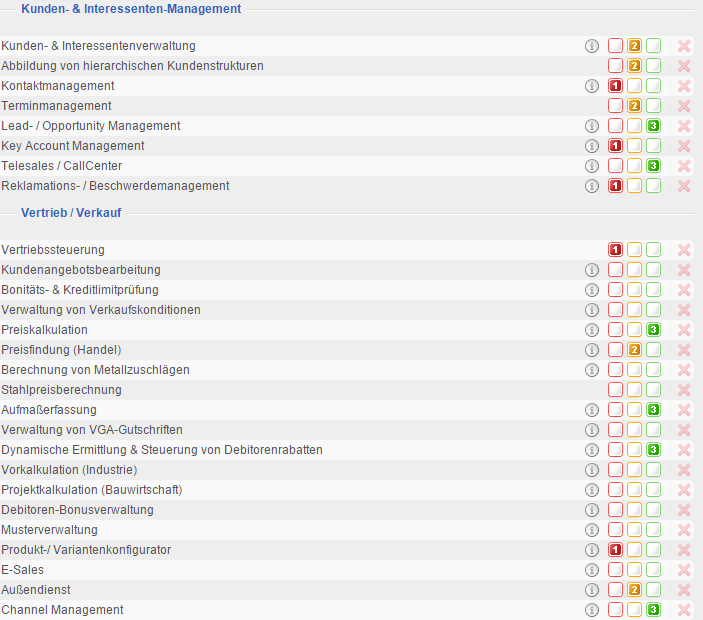 Kunden- & Interessenten-Management
Kunden- & Interessentenverwaltung i 2
Abbildung von hierarchischen Kundenstrukturen 2
Kontaktmanagement i 1
Terminmanagement 2
Lead- / Opportunity Management i 3
Key Account Management i 1
Telesales / CallCenter i 3
Reklamations- / Beschwerdemanagement i 1
Vertrieb / Verkauf
Vertriebssteuerung 1
Kundenangebotsbearbeitung i
Bonitäts- & Kreditlimitprüfung i
Verwaltung von Verkaufskonditionen i
Preiskalkulation i 3
Preisfindung (Handel) i 2
Berechnung von Metallzuschlägen i
Stahlpreisberechnung
Aufmaßerfassung i 3
Verwaltung von VGA-Gutschriften i
Dynamische Ermittlung & Steuerung von Debitorenrabatten i 3
Vorkalkulation (Industrie) i
Projektkalkulation (Bauwirtschaft) i
Debitoren-Bonusverwaltung i
Musterverwaltung i
Produkt-/ Variantenkonfigurator i 1
E-Sales i
Außendienst i 2
Channel Management i 3